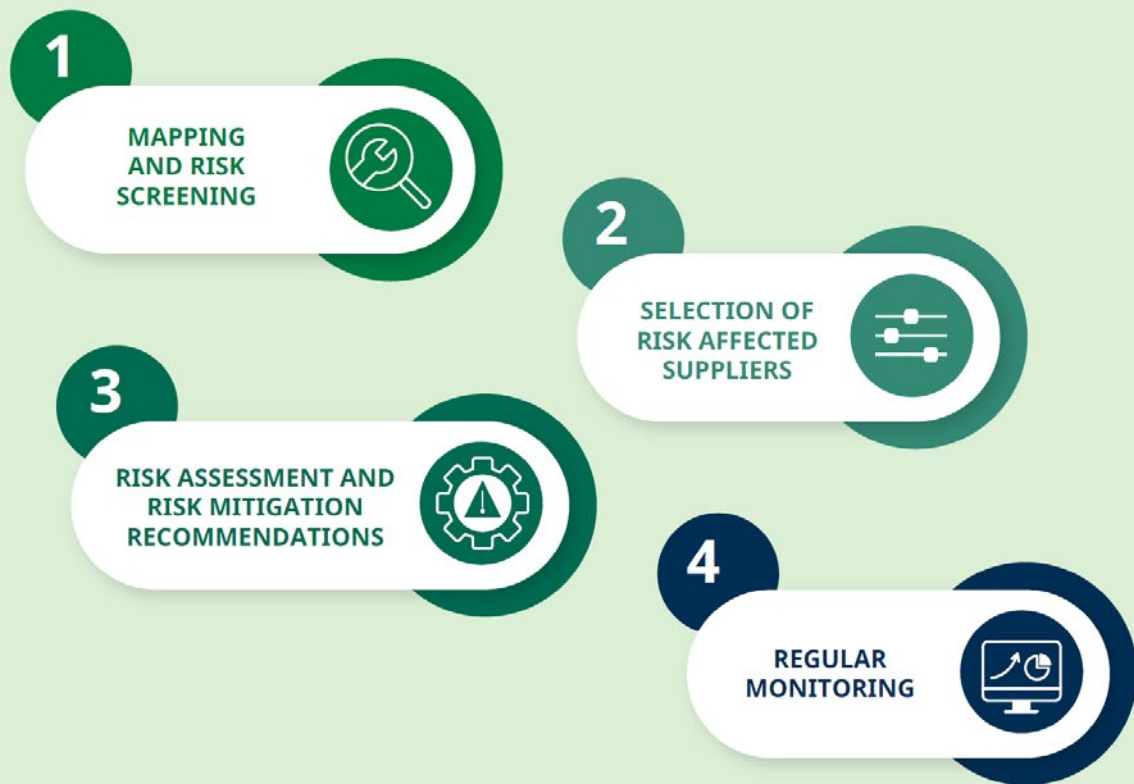 1
MAPPING
AND RISK
SCREENING
2
SELECTION OF
RISK AFFECTED
SUPPLIERS
3
RISK ASSESSMENT AND
RISK MITIGATION
RECOMMENDATIONS
4
REGULAR
MONITORING